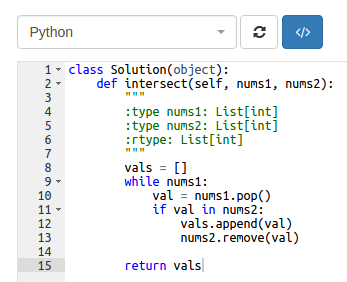 Python
1 class Solution(object):
2     def intersect(self, nums1, nums2):
3         """
4         :type nums1: List[int]
5         :type nums2: List[int]
6         :rtype: List[int]
7         """
8         vals = []
9         while nums1:
10             val = nums1.pop()
11             if val in nums2:
12                 vals.append(val)
13                 nums2.remove(val)
14
15         return vals